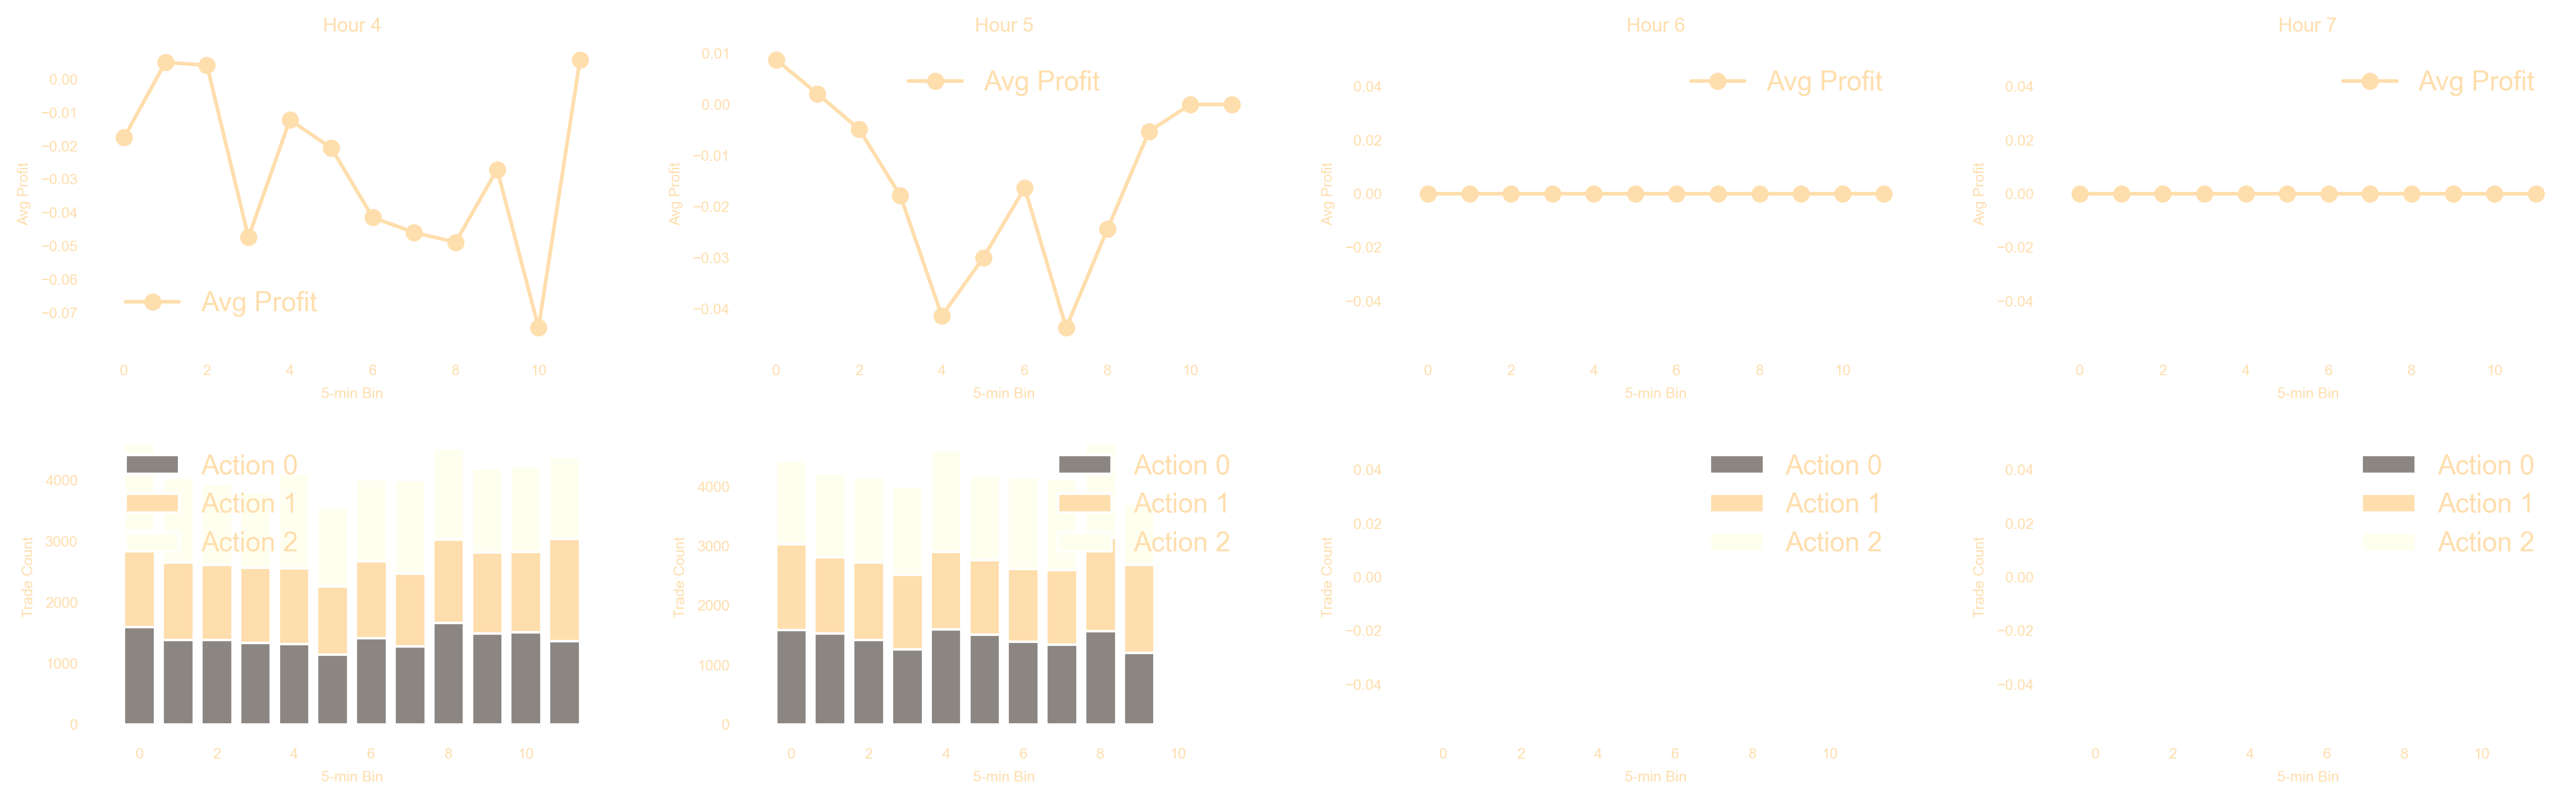 Hour 4
Avg Profit
0.00
−0.01
−0.02
−0.03
−0.04
−0.05
−0.06
−0.07
Avg Profit
0 2 4 6 8 10
5-min Bin
Hour 5
Avg Profit
0.01
0.00
−0.01
−0.02
−0.03
−0.04
Avg Profit
0 2 4 6 8 10
5-min Bin
Hour 6
Avg Profit
0.04
0.02
0.00
−0.02
−0.04
Avg Profit
0 2 4 6 8 10
5-min Bin
Hour 7
Avg Profit
0.04
0.02
0.00
−0.02
−0.04
Avg Profit
0 2 4 6 8 10
5-min Bin
Trade Count
4000
3000
2000
1000
0
Action 0
Action 1
Action 2
0 2 4 6 8 10
5-min Bin
Trade Count
4000
3000
2000
1000
0
Action 0
Action 1
Action 2
0 2 4 6 8 10
5-min Bin
Trade Count
0.04
0.02
0.00
−0.02
−0.04
Action 0
Action 1
Action 2
0 2 4 6 8 10
5-min Bin
Trade Count
0.04
0.02
0.00
−0.02
−0.04
Action 0
Action 1
Action 2
0 2 4 6 8 10
5-min Bin